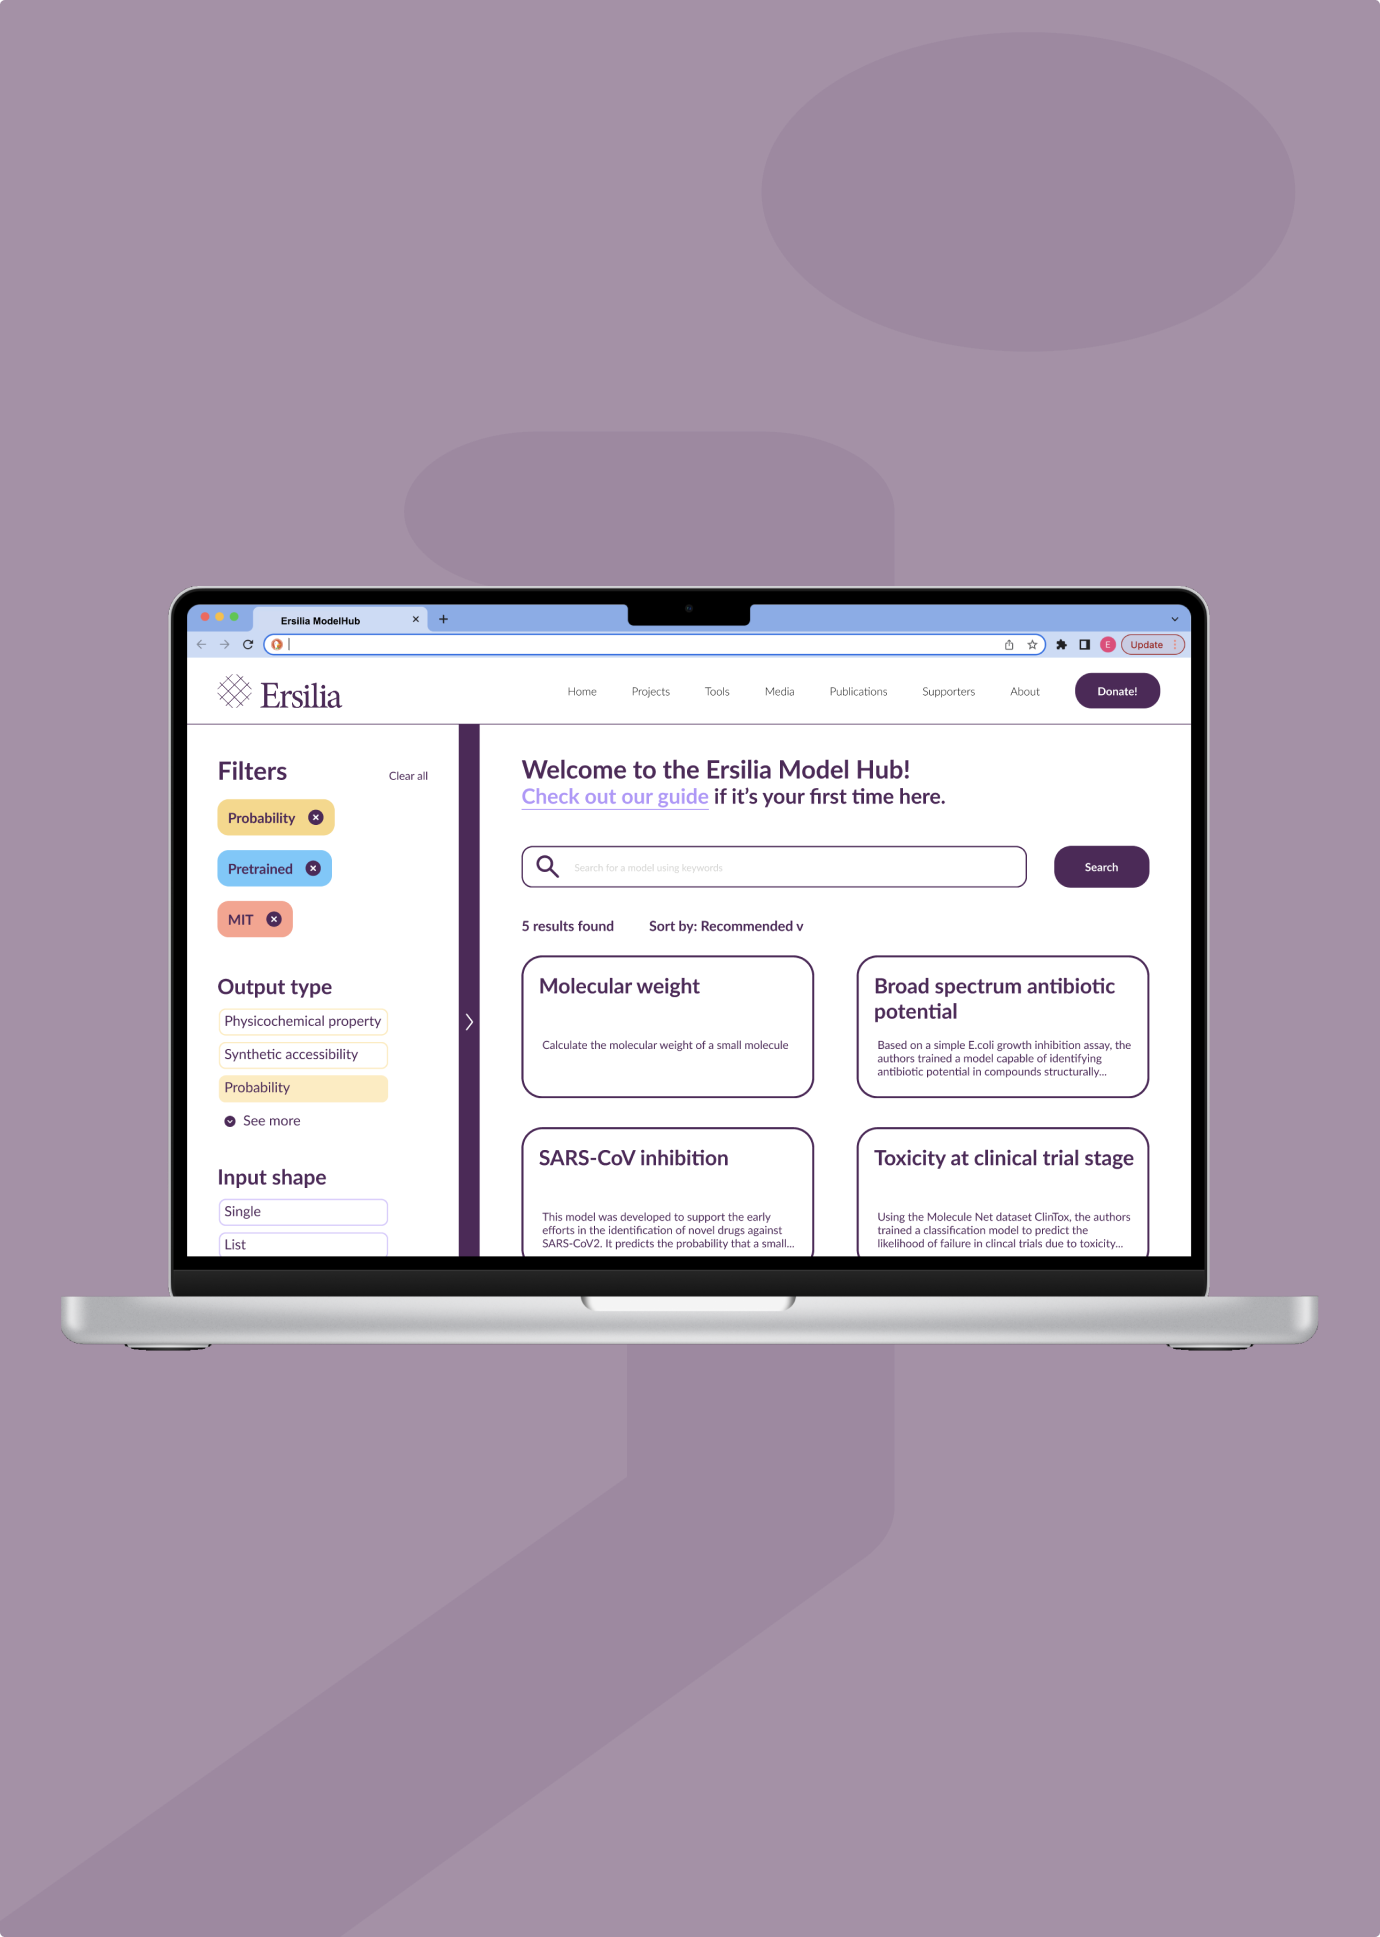 Ersilia ModelHub
E
Update
Ersilia
Home
Projects
Tools
Media
Publications
Supporters
About
Donate!
Filters
Clear all
Probability
Pretrained
MIT
Output type
Physicochemical property
Synthetic accessibility
Probability
See more
Input shape
Single
List
Welcome to the Ersilia Model Hub!
Check out our guide if it's your first time here.
Search for a model using keywords
Search
5 results found
Sort by: Recommended v
Molecular weight
Calculate the molecular weight of a small molecule
Broad spectrum antibiotic
potential
Based on a simple E.coli growth inhibition assay, the
authors trained a model capable of identifying
antibiotic potential in compounds structurally...
SARS-CoV inhibition
This model was developed to support the early
efforts in the identification of novel drugs against
SARS-CoV2. It predicts the probability that a small...
Toxicity at clinical trial stage
Using the Molecule Net dataset ClinTox, the authors
trained a classification model to predict the
likelihood of failure in clincal trials due to toxicity...